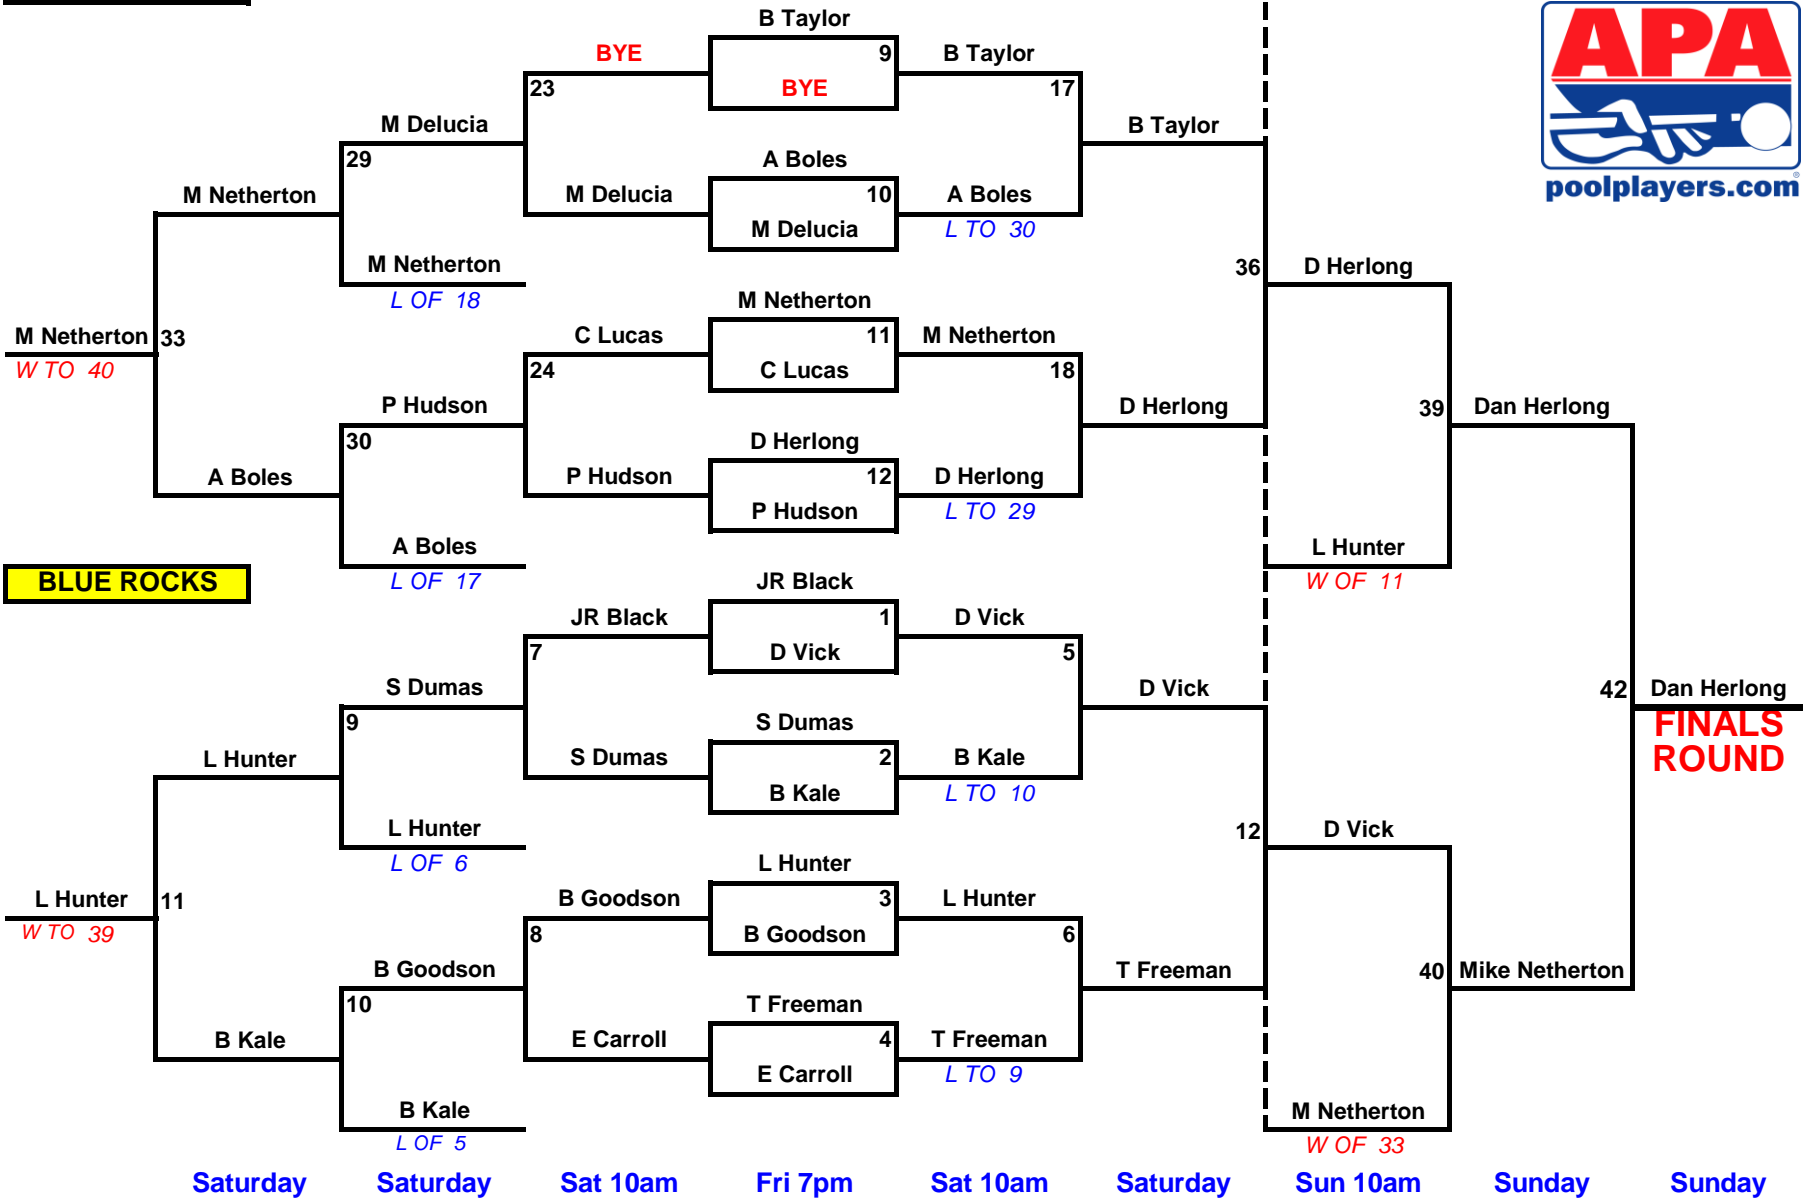 B Taylor
BYE
9
B Taylor
23
BYE
17
M Delucia
B Taylor
29
A Boles
M Netherton
M Delucia
10
A Boles
M Delucia
L TO 30
M Netherton
36
D Herlong
L OF 18
M Netherton
M Netherton
33
C Lucas
11
M Netherton
W TO 40
24
C Lucas
18
P Hudson
D Herlong
39
Dan Herlong
30
D Herlong
A Boles
P Hudson
12
D Herlong
P Hudson
L TO 29
A Boles
L Hunter
BLUE ROCKS
L OF 17
JR Black
W OF 11
JR Black
1
D Vick
7
D Vick
5
S Dumas
D Vick
42
Dan Herlong
9
S Dumas
FINALS
L Hunter
S Dumas
2
B Kale
ROUND
B Kale
L TO 10
L Hunter
12
D Vick
L OF 6
L Hunter
L Hunter
11
B Goodson
3
L Hunter
W TO 39
8
B Goodson
6
B Goodson
T Freeman
40
Mike Netherton
10
T Freeman
B Kale
E Carroll
4
T Freeman
E Carroll
L TO 9
B Kale
M Netherton
L OF 5
W OF 33
Saturday
Saturday
Sat 10am
Fri 7pm
Sat 10am
Saturday
Sun 10am
Sunday
Sunday
APA
poolplayers.com
®